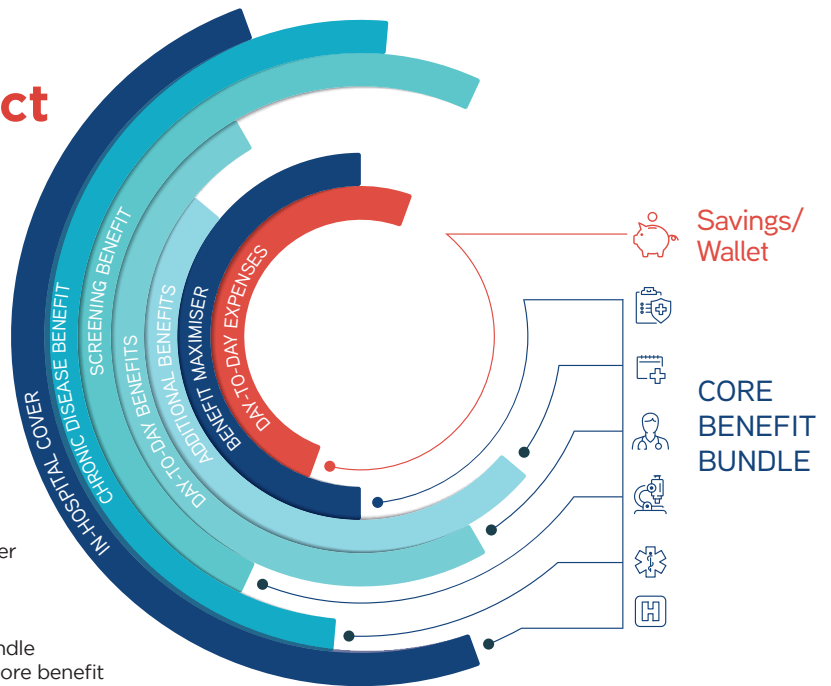 ct
Savings/
Wallet
CORE
BENEFIT
BUNDLE
IN-HOSPITAL COVER
CHRONIC DISEASE BENEFIT
SCREENING BENEFIT
DAY-TO-DAY BENEFITS
ADDITIONAL BENEFITS
BENEFIT MAXIMISER
DAY-TO-DAY EXPENSES
H
er
ndle
ore benefit